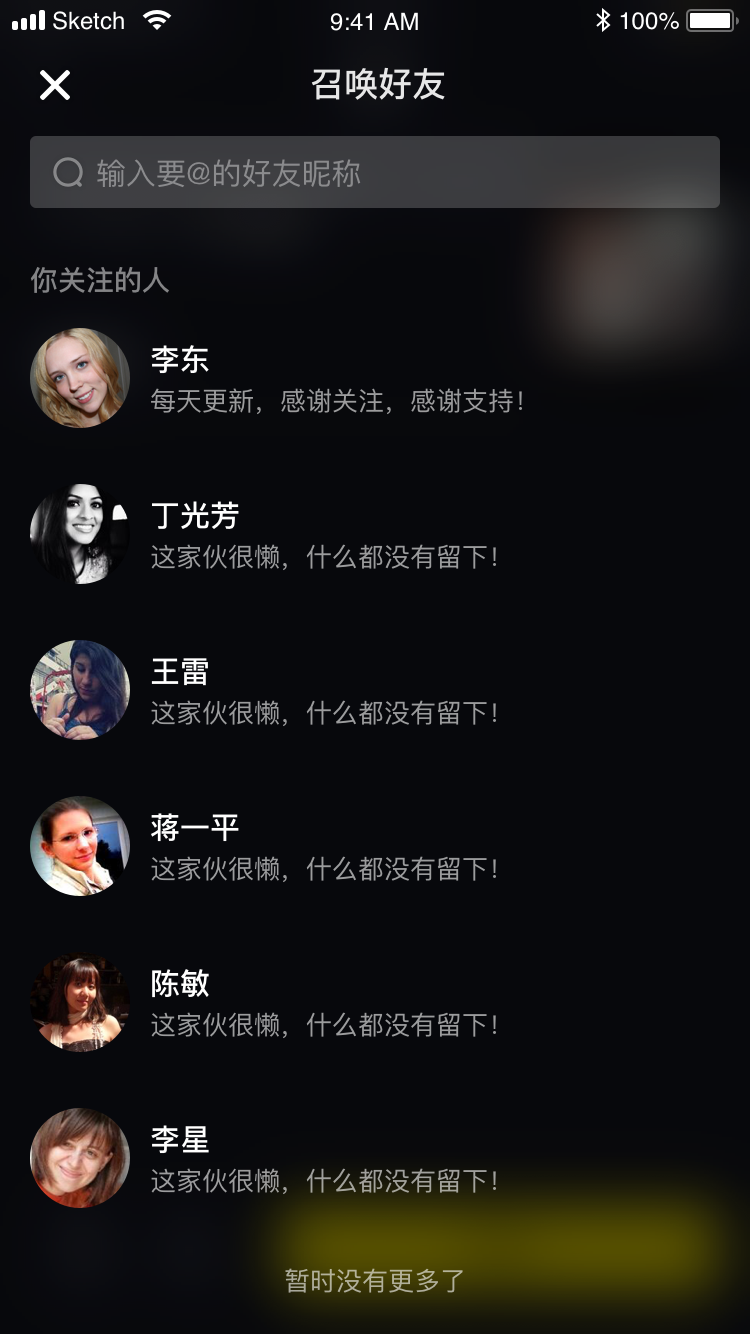 Sketch 9:41 AM 100%
召唤好友
输入要@的好友昵称
你关注的人
李东
每天更新，感谢关注，感谢支持！
丁光芳
这家伙很懒，什么都没有留下！
王雷
这家伙很懒，什么都没有留下！
蒋一平
这家伙很懒，什么都没有留下！
陈敏
这家伙很懒，什么都没有留下！
李星
这家伙很懒，什么都没有留下！
暂时没有更多了